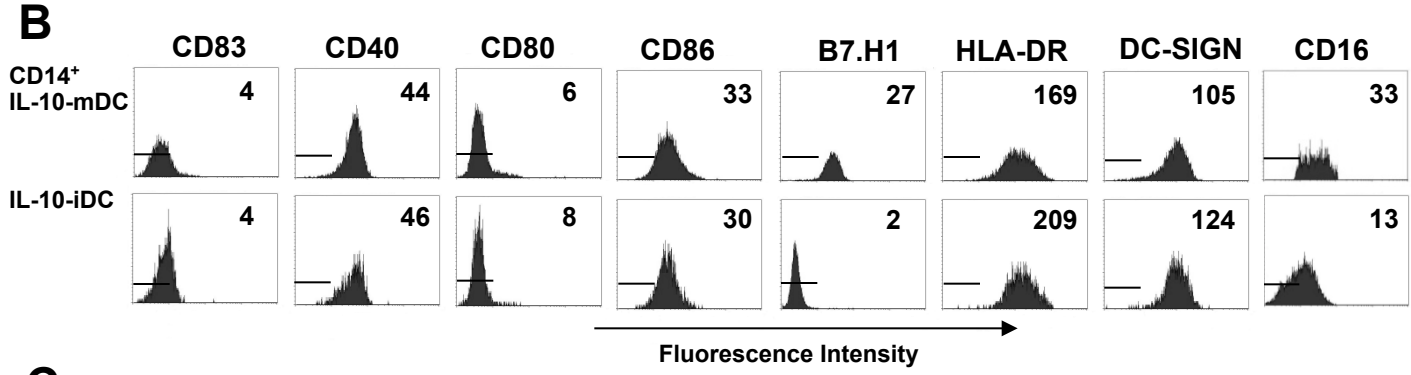 B
CD83 CD40 CD80 CD86 B7.H1 HLA-DR DC-SIGN CD16
CD14⁺
IL-10-mDC
4 44 6 33 27 169 105 33
IL-10-iDC
4 46 8 30 2 209 124 13
Fluorescence Intensity